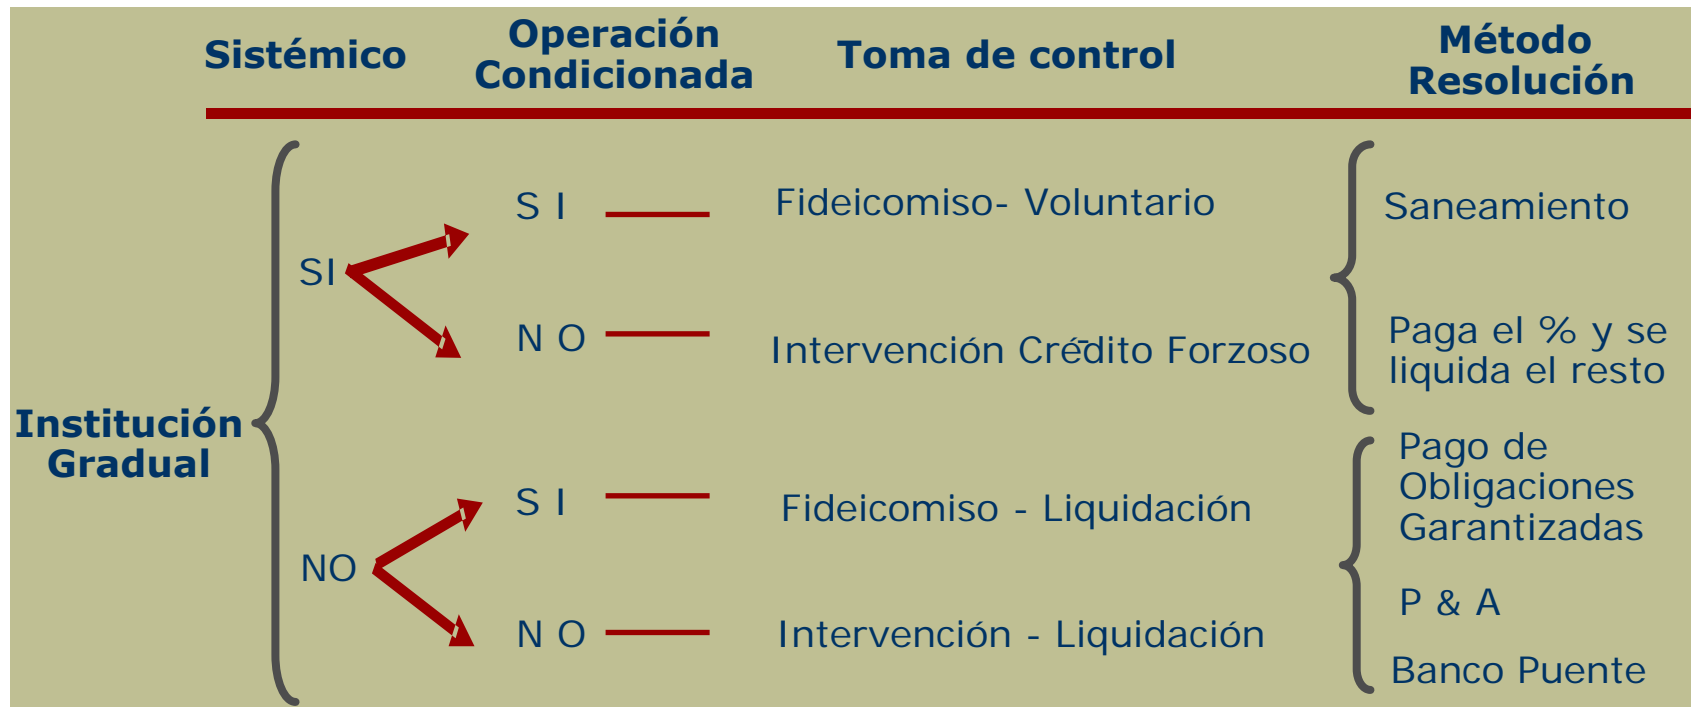 Sistémico
Operación
Condicionada
Toma de control
Método
Resolución
Institución
Gradual
SI
S I
Fideicomiso- Voluntario
N O
Intervención Crédito Forzoso
Saneamiento
Paga el % y se
liquida el resto
NO
S I
Fideicomiso - Liquidación
N O
Intervención - Liquidación
Pago de
Obligaciones
Garantizadas
P & A
Banco Puente